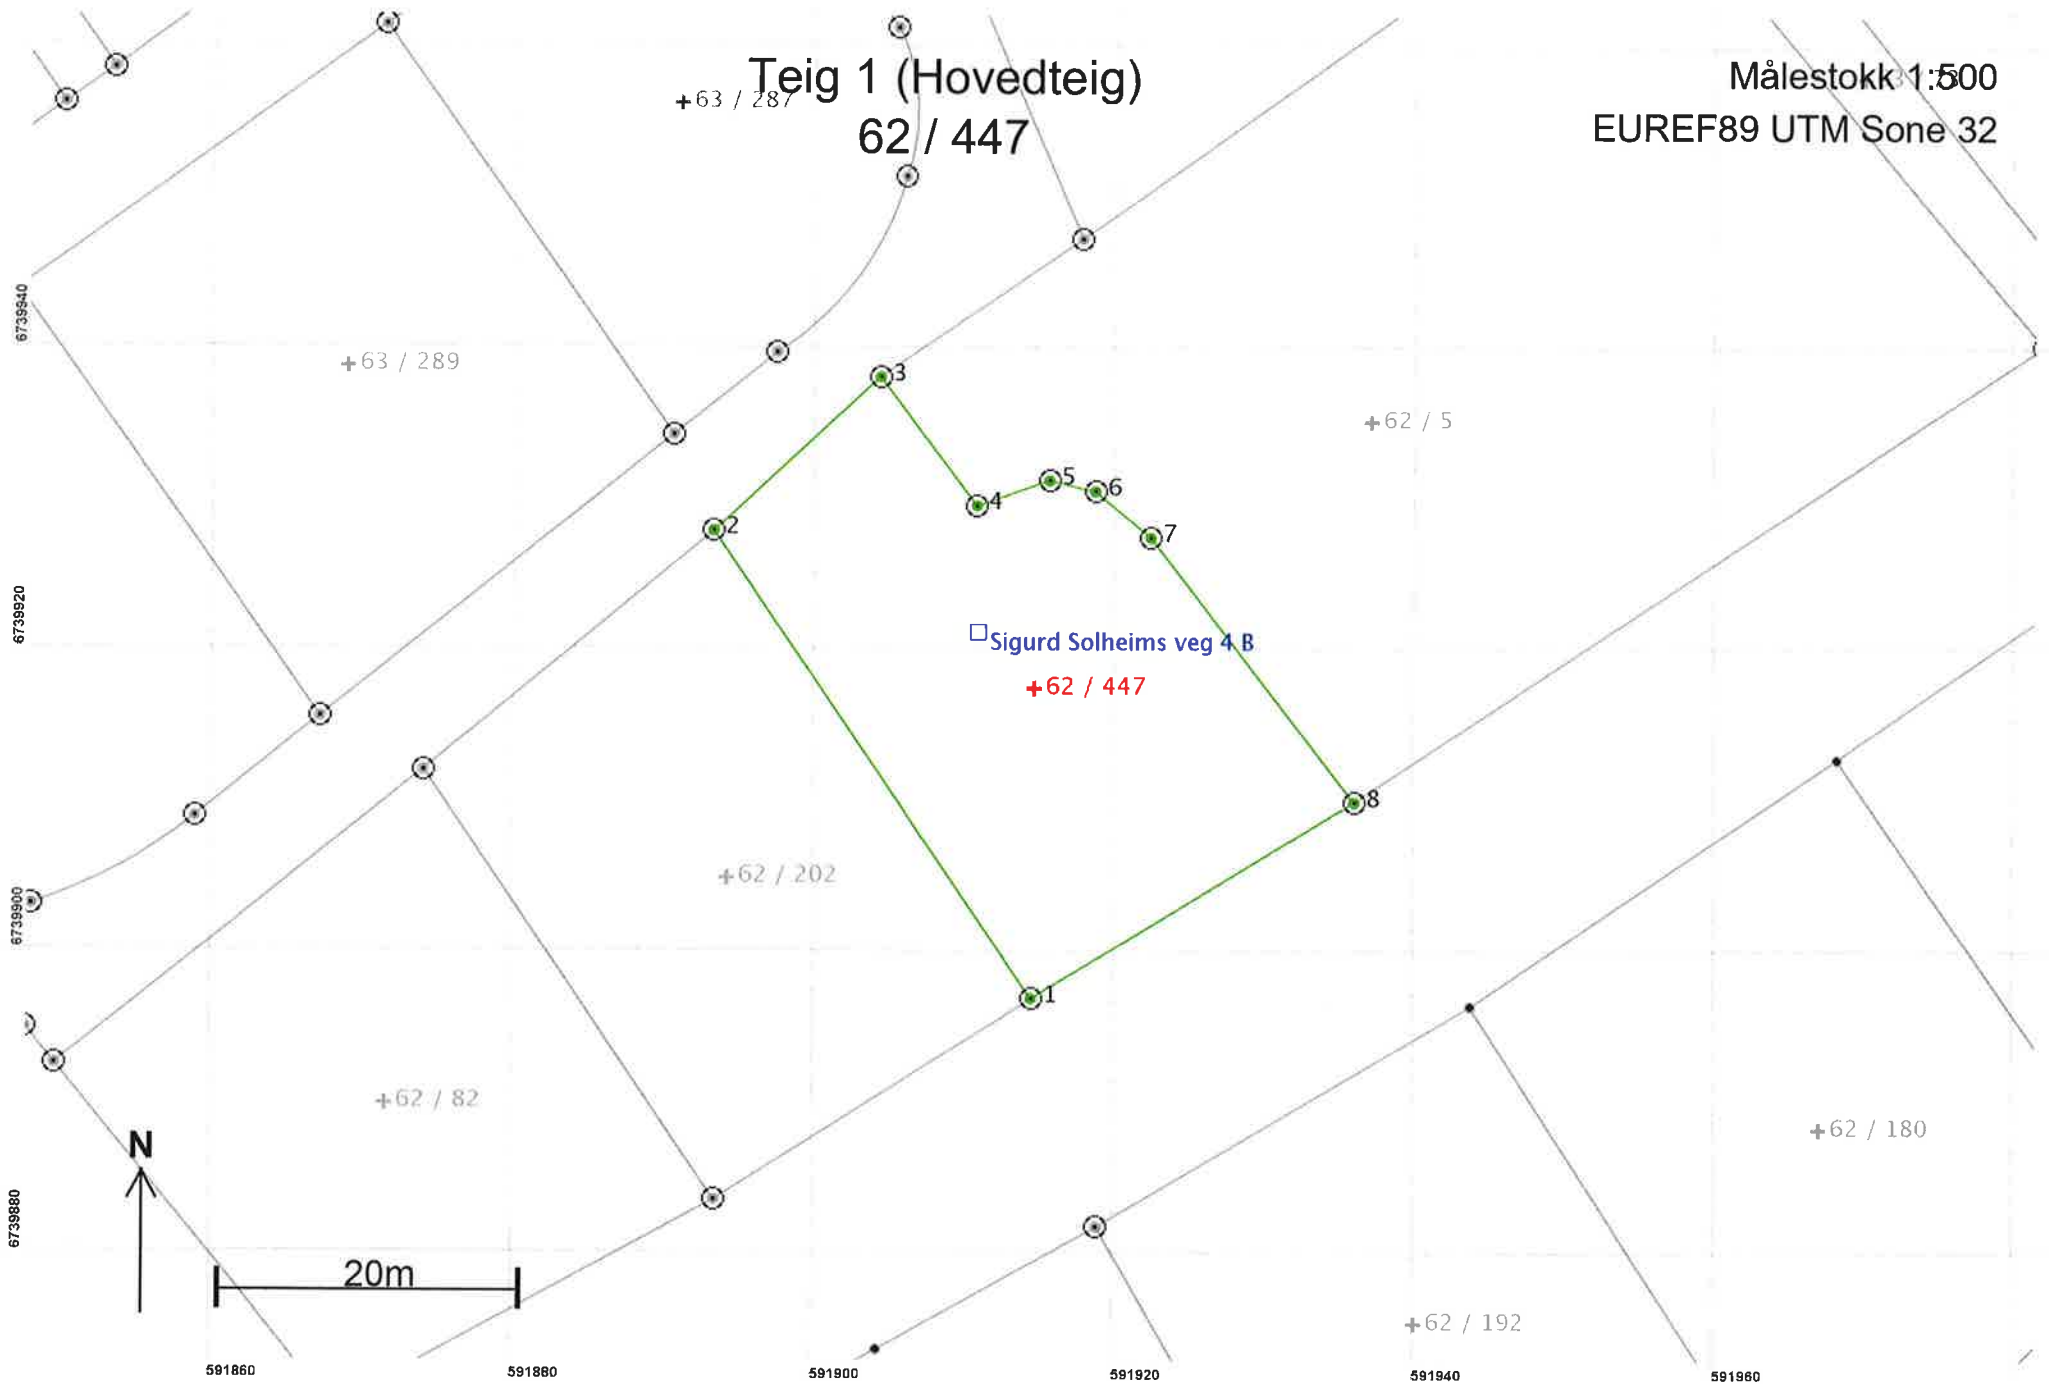 Teig 1 (Hovedteig)
62 / 447
Målestokk 1:500
EUREF89 UTM Sone 32
+63 / 287
6739940
+63 / 289
3
+62 / 5
4
5
6
2
7
6739920
Sigurd Solheims veg 4 B
+62 / 447
8
+62 / 202
6739900
1
+62 / 82
+62 / 180
N
6739880
20m
+62 / 192
591860
591880
591900
591920
591940
591960